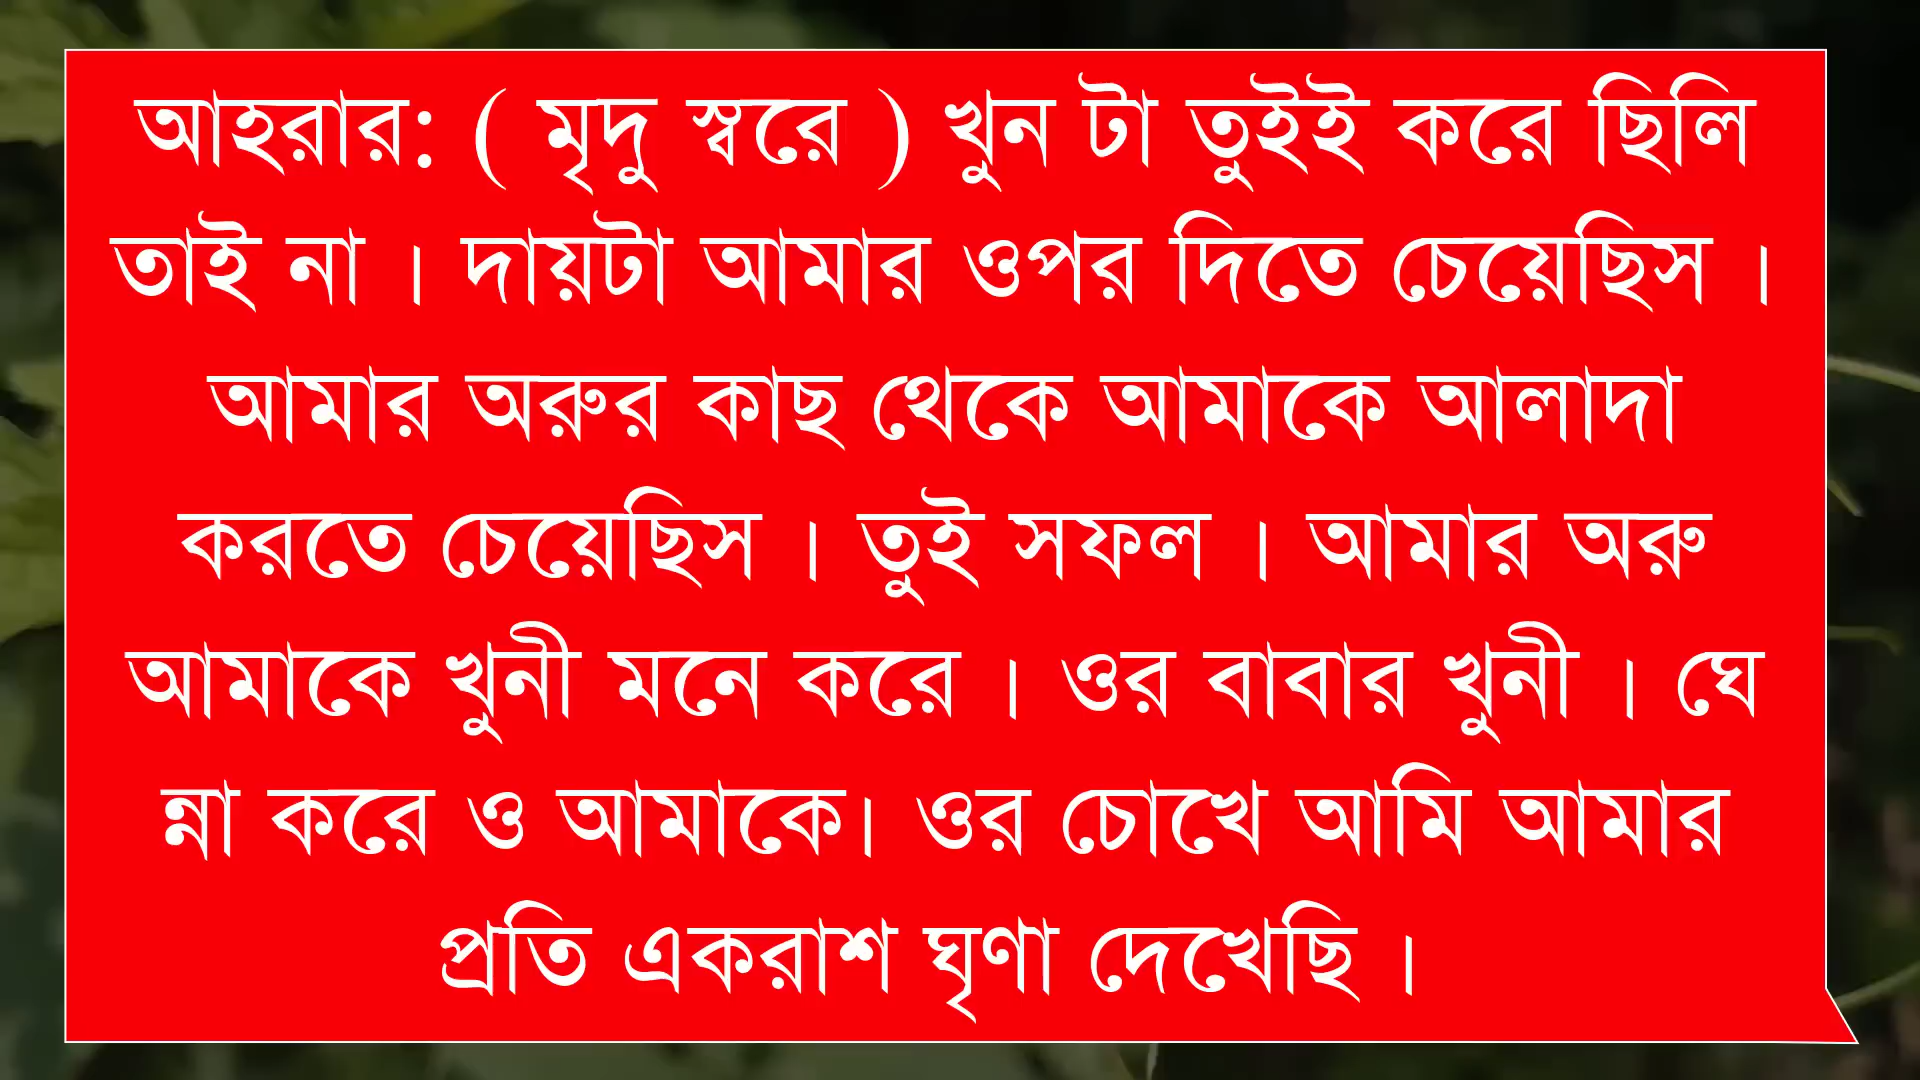 আহরার: ( মৃদু স্বরে ) খুন টা তুইই করে ছিলি
তাই না । দায়টা আমার ওপর দিতে চেয়েছিস ।
আমার অরুর কাছ থেকে আমাকে আলাদা
করতে চেয়েছিস । তুই সফল । আমার অরু
আমাকে খুনী মনে করে । ওর বাবার খুনী । ঘে
ন্না করে ও আমাকে। ওর চোখে আমি আমার
প্রতি একরাশ ঘৃণা দেখেছি ।